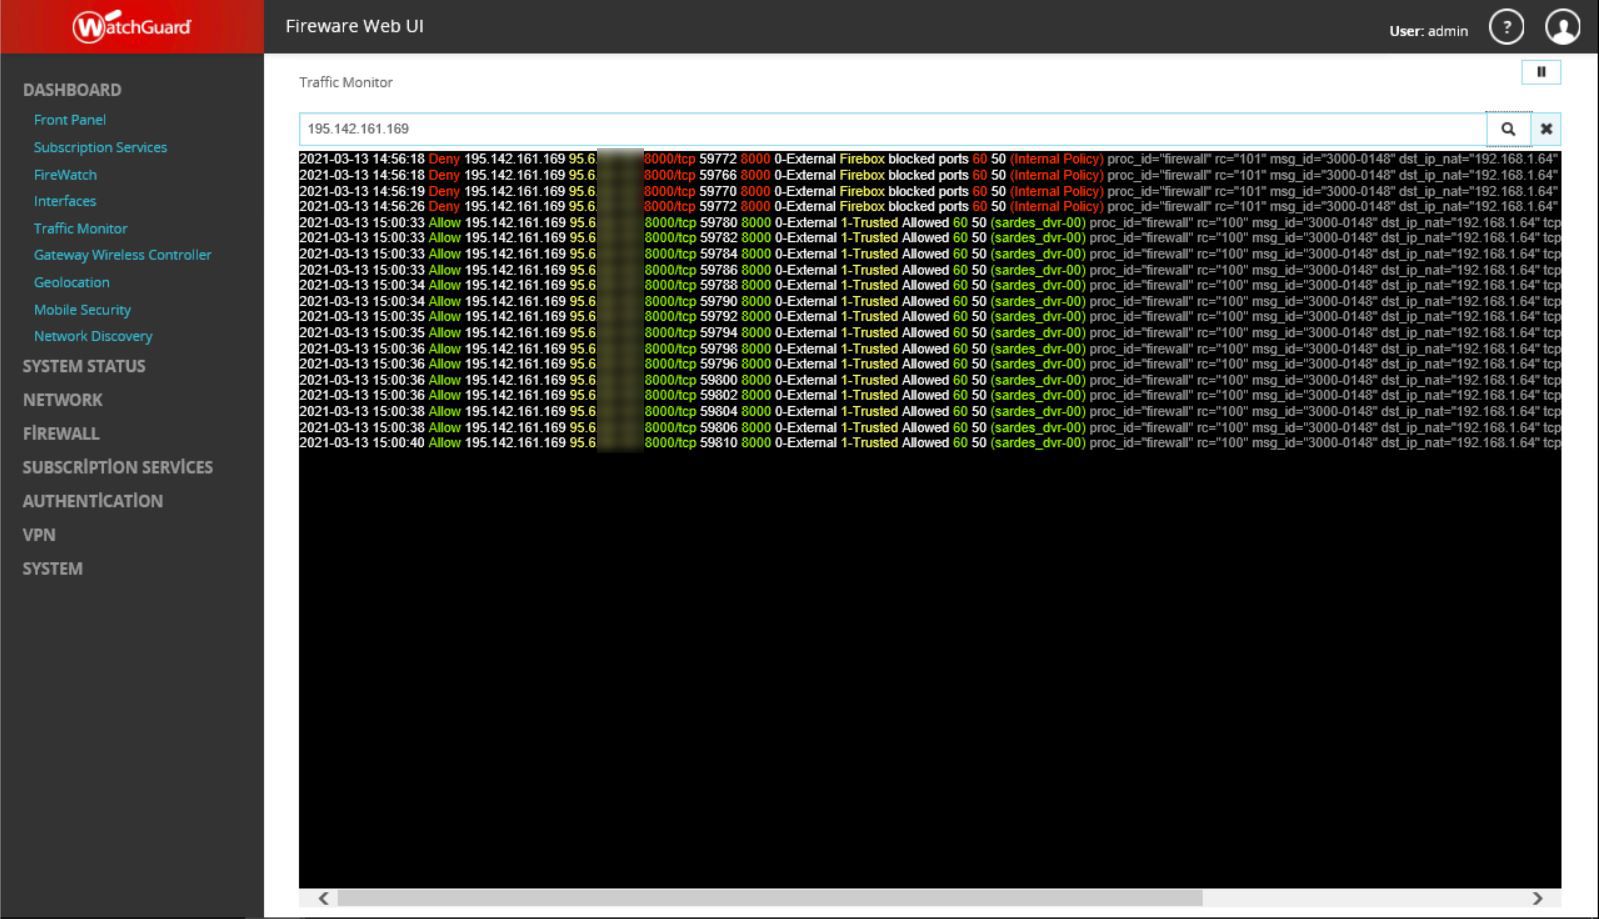 WatchGuard
Fireware Web UI
User: admin
?
DASHBOARD
Front Panel
Subscription Services
FireWatch
Interfaces
Traffic Monitor
Gateway Wireless Controller
Geolocation
Mobile Security
Network Discovery
SYSTEM STATUS
NETWORK
FİREWALL
SUBSCRİPTİON SERVİCES
AUTHENTİCATİON
VPN
SYSTEM
Traffic Monitor
195.142.161.169
2021-03-13 14:56:18 Deny 195.142.161.169 95.6 8000/tcp 59772 8000 0-External Firebox blocked ports 60 50 (Internal Policy) proc_id="firewall" rc="101" msg_id="3000-0148" dst_ip_nat="192.168.1.64"
2021-03-13 14:56:18 Deny 195.142.161.169 95.6 8000/tcp 59766 8000 0-External Firebox blocked ports 60 50 (Internal Policy) proc_id="firewall" rc="101" msg_id="3000-0148" dst_ip_nat="192.168.1.64"
2021-03-13 14:56:19 Deny 195.142.161.169 95.6 8000/tcp 59770 8000 0-External Firebox blocked ports 60 50 (Internal Policy) proc_id="firewall" rc="101" msg_id="3000-0148" dst_ip_nat="192.168.1.64"
2021-03-13 14:56:26 Deny 195.142.161.169 95.6 8000/tcp 59772 8000 0-External Firebox blocked ports 60 50 (Internal Policy) proc_id="firewall" rc="101" msg_id="3000-0148" dst_ip_nat="192.168.1.64"
2021-03-13 15:00:33 Allow 195.142.161.169 95.6 8000/tcp 59780 8000 0-External 1-Trusted Allowed 60 50 (sardes_dvr-00) proc_id="firewall" rc="100" msg_id="3000-0148" dst_ip_nat="192.168.1.64" tcp
2021-03-13 15:00:33 Allow 195.142.161.169 95.6 8000/tcp 59782 8000 0-External 1-Trusted Allowed 60 50 (sardes_dvr-00) proc_id="firewall" rc="100" msg_id="3000-0148" dst_ip_nat="192.168.1.64" tcp
2021-03-13 15:00:33 Allow 195.142.161.169 95.6 8000/tcp 59784 8000 0-External 1-Trusted Allowed 60 50 (sardes_dvr-00) proc_id="firewall" rc="100" msg_id="3000-0148" dst_ip_nat="192.168.1.64" tcp
2021-03-13 15:00:33 Allow 195.142.161.169 95.6 8000/tcp 59786 8000 0-External 1-Trusted Allowed 60 50 (sardes_dvr-00) proc_id="firewall" rc="100" msg_id="3000-0148" dst_ip_nat="192.168.1.64" tcp
2021-03-13 15:00:34 Allow 195.142.161.169 95.6 8000/tcp 59788 8000 0-External 1-Trusted Allowed 60 50 (sardes_dvr-00) proc_id="firewall" rc="100" msg_id="3000-0148" dst_ip_nat="192.168.1.64" tcp
2021-03-13 15:00:34 Allow 195.142.161.169 95.6 8000/tcp 59790 8000 0-External 1-Trusted Allowed 60 50 (sardes_dvr-00) proc_id="firewall" rc="100" msg_id="3000-0148" dst_ip_nat="192.168.1.64" tcp
2021-03-13 15:00:35 Allow 195.142.161.169 95.6 8000/tcp 59792 8000 0-External 1-Trusted Allowed 60 50 (sardes_dvr-00) proc_id="firewall" rc="100" msg_id="3000-0148" dst_ip_nat="192.168.1.64" tcp
2021-03-13 15:00:35 Allow 195.142.161.169 95.6 8000/tcp 59794 8000 0-External 1-Trusted Allowed 60 50 (sardes_dvr-00) proc_id="firewall" rc="100" msg_id="3000-0148" dst_ip_nat="192.168.1.64" tcp
2021-03-13 15:00:36 Allow 195.142.161.169 95.6 8000/tcp 59798 8000 0-External 1-Trusted Allowed 60 50 (sardes_dvr-00) proc_id="firewall" rc="100" msg_id="3000-0148" dst_ip_nat="192.168.1.64" tcp
2021-03-13 15:00:36 Allow 195.142.161.169 95.6 8000/tcp 59796 8000 0-External 1-Trusted Allowed 60 50 (sardes_dvr-00) proc_id="firewall" rc="100" msg_id="3000-0148" dst_ip_nat="192.168.1.64" tcp
2021-03-13 15:00:36 Allow 195.142.161.169 95.6 8000/tcp 59800 8000 0-External 1-Trusted Allowed 60 50 (sardes_dvr-00) proc_id="firewall" rc="100" msg_id="3000-0148" dst_ip_nat="192.168.1.64" tcp
2021-03-13 15:00:36 Allow 195.142.161.169 95.6 8000/tcp 59802 8000 0-External 1-Trusted Allowed 60 50 (sardes_dvr-00) proc_id="firewall" rc="100" msg_id="3000-0148" dst_ip_nat="192.168.1.64" tcp
2021-03-13 15:00:38 Allow 195.142.161.169 95.6 8000/tcp 59804 8000 0-External 1-Trusted Allowed 60 50 (sardes_dvr-00) proc_id="firewall" rc="100" msg_id="3000-0148" dst_ip_nat="192.168.1.64" tcp
2021-03-13 15:00:38 Allow 195.142.161.169 95.6 8000/tcp 59806 8000 0-External 1-Trusted Allowed 60 50 (sardes_dvr-00) proc_id="firewall" rc="100" msg_id="3000-0148" dst_ip_nat="192.168.1.64" tcp
2021-03-13 15:00:40 Allow 195.142.161.169 95.6 8000/tcp 59810 8000 0-External 1-Trusted Allowed 60 50 (sardes_dvr-00) proc_id="firewall" rc="100" msg_id="3000-0148" dst_ip_nat="192.168.1.64" tcp